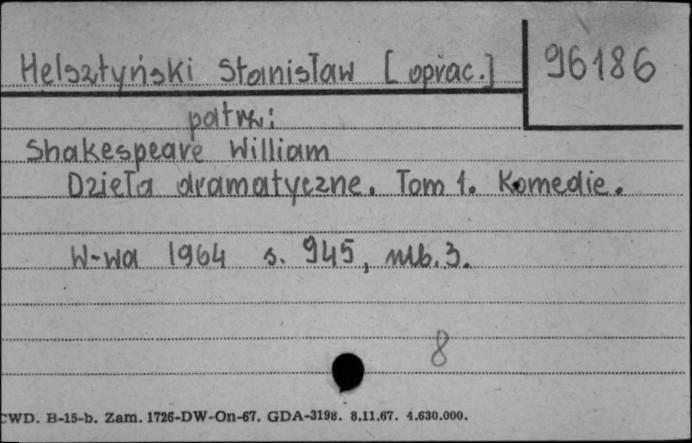 Helsztyński Stanisław [oprac.] 96186
patrz:
Shakespeare William
Dzieła dramatyczne. Tom 1. Komedie.
W-wa 1964 s. 945, nlb. 3.
8
CWD. B-15-b. Zam. 1726-DW-On-67. GDA-3198. 8.11.67. 4.630.000.